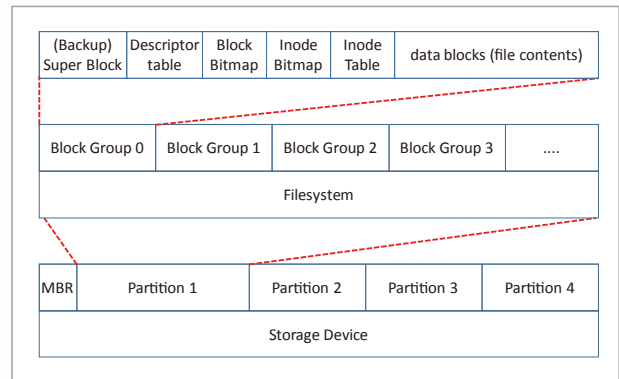 (Backup) Super Block
Descriptor table
Block Bitmap
Inode Bitmap
Inode Table
data blocks (file contents)
Block Group 0
Block Group 1
Block Group 2
Block Group 3
....
Filesystem
MBR
Partition 1
Partition 2
Partition 3
Partition 4
Storage Device